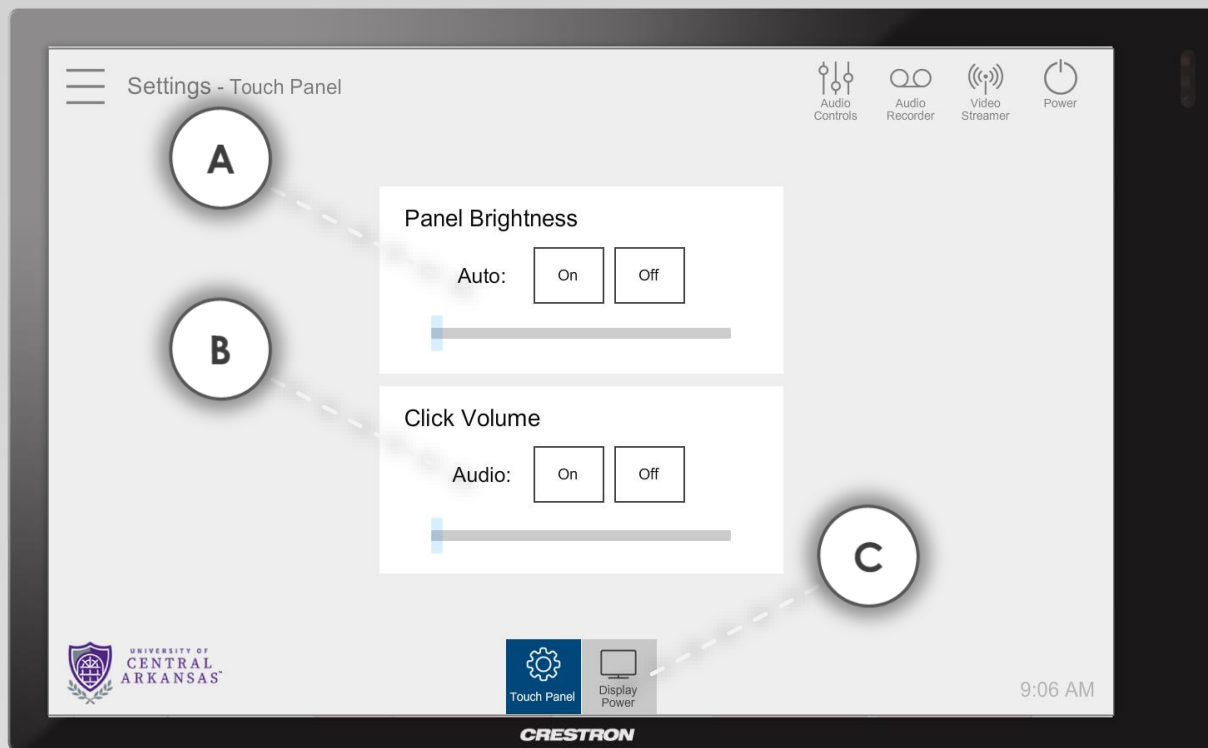 Settings - Touch Panel
Audio
Controls
Audio
Recorder
Video
Streamer
Power
A
Panel Brightness
Auto:
On
Off
B
Click Volume
Audio:
On
Off
C
UNIVERSITY OF
CENTRAL
ARKANSAS™
Touch Panel
Display
Power
9:06 AM
CRESTRON